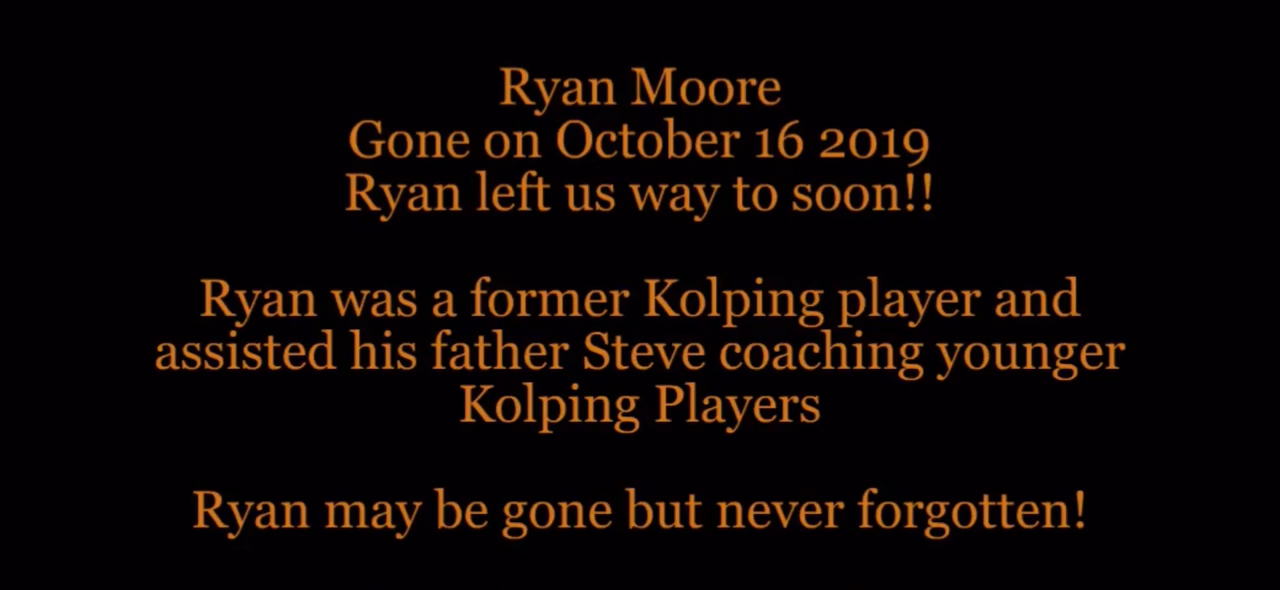 Ryan Moore
Gone on October 16 2019
Ryan left us way to soon!!
Ryan was a former Kolping player and
assisted his father Steve coaching younger
Kolping Players
Ryan may be gone but never forgotten!